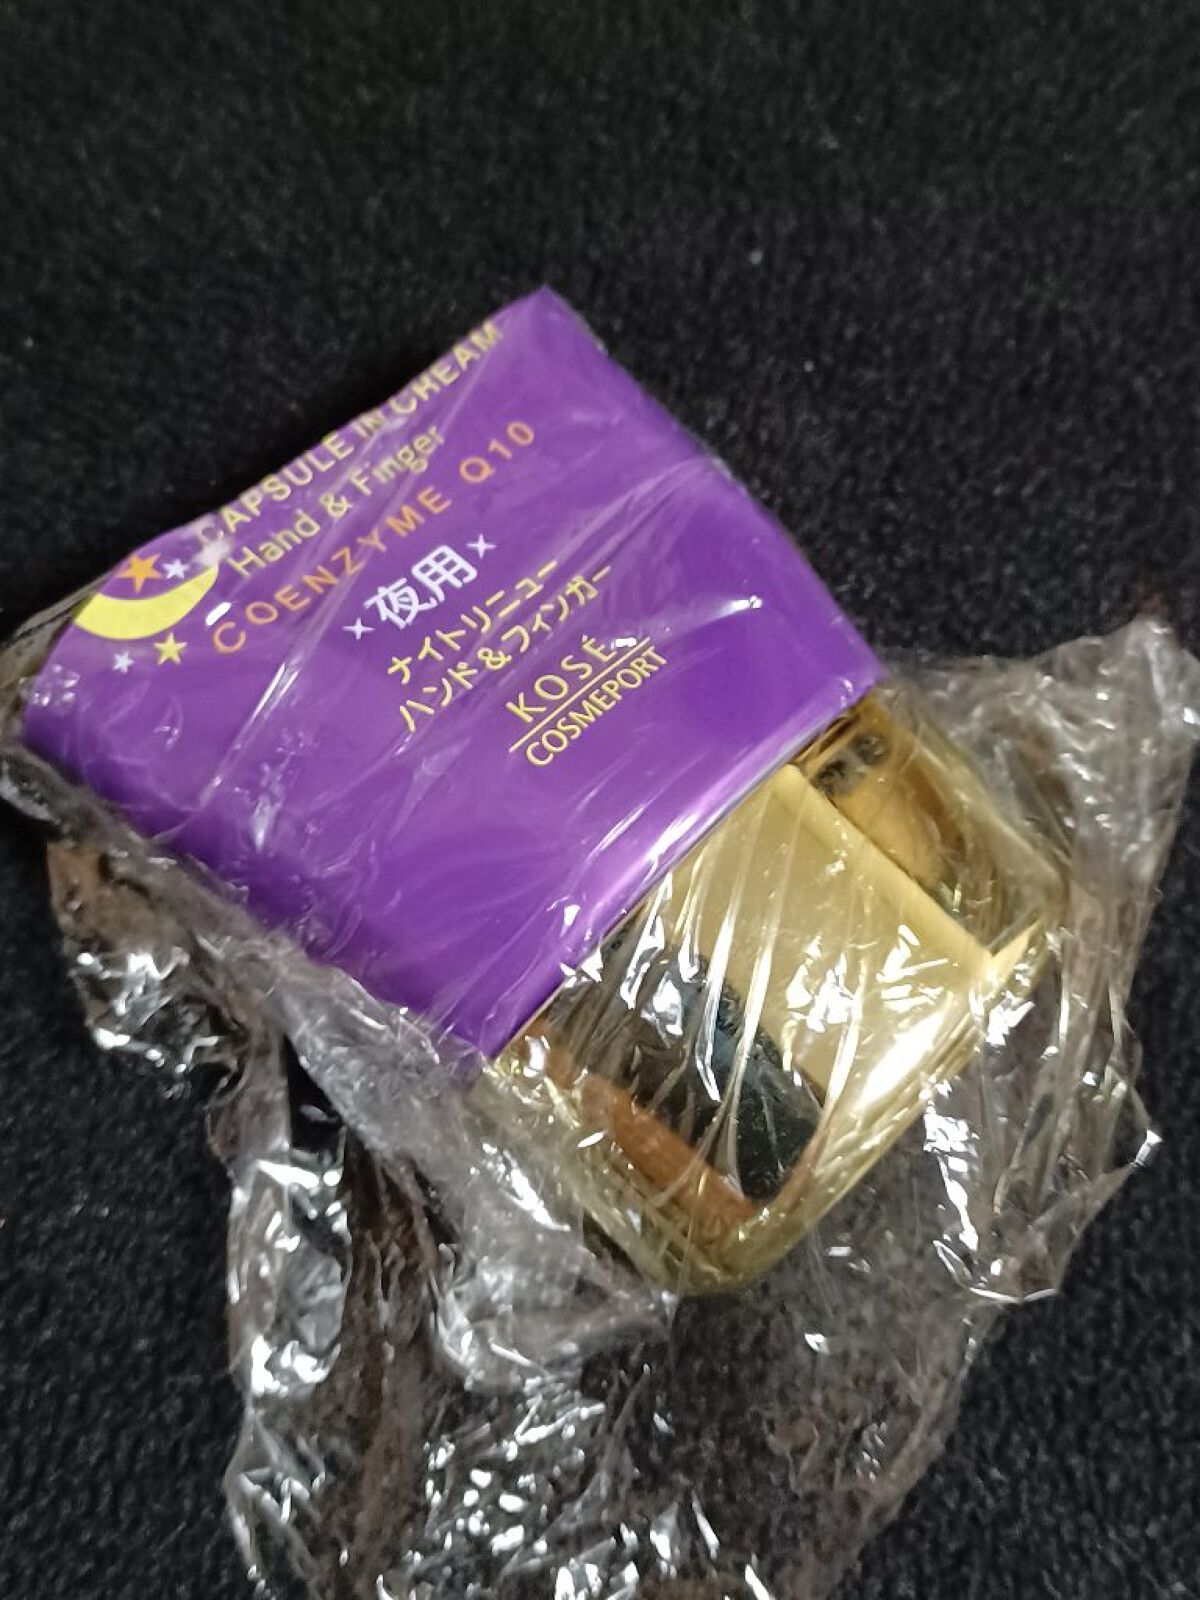 CAPSULE IN CREAM
Hand & Finger
COENZYME Q10
夜用
ナイトリニュー
ハンド&フィンガー
KOSÉ
COSMEPORT